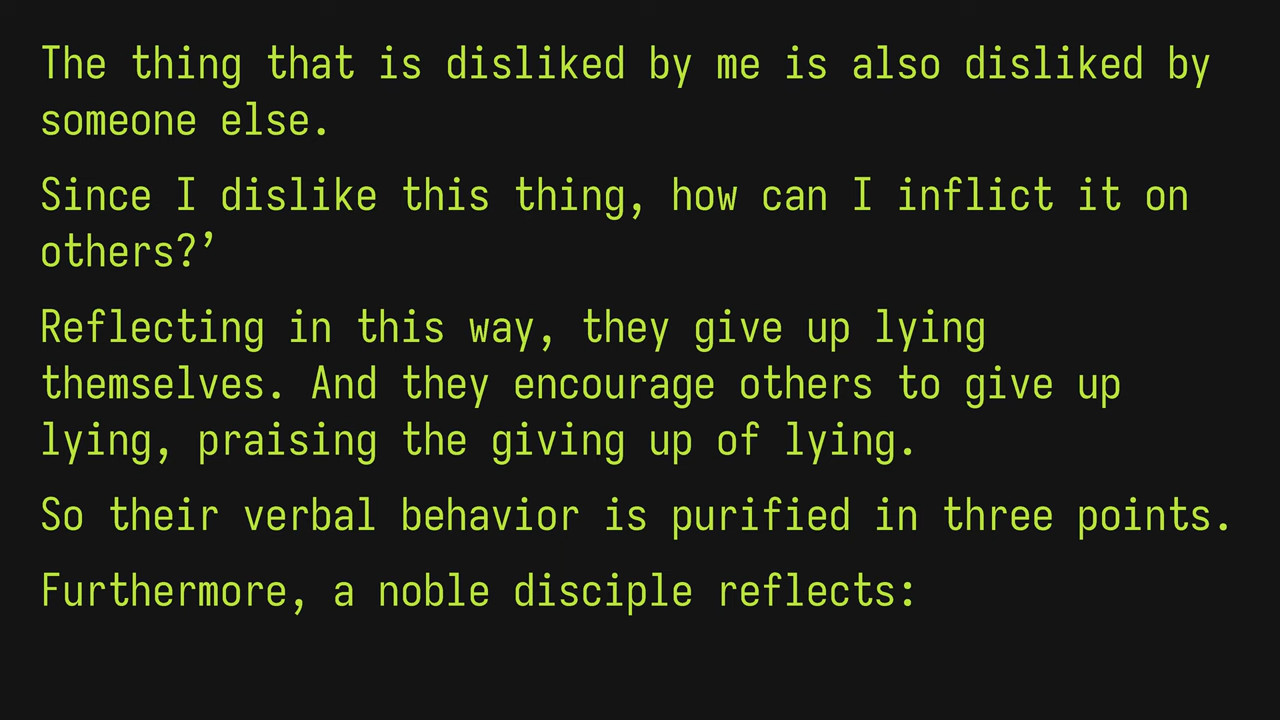 The thing that is disliked by me is also disliked by
someone else.
Since I dislike this thing, how can I inflict it on
others?’
Reflecting in this way, they give up lying
themselves. And they encourage others to give up
lying, praising the giving up of lying.
So their verbal behavior is purified in three points.
Furthermore, a noble disciple reflects: